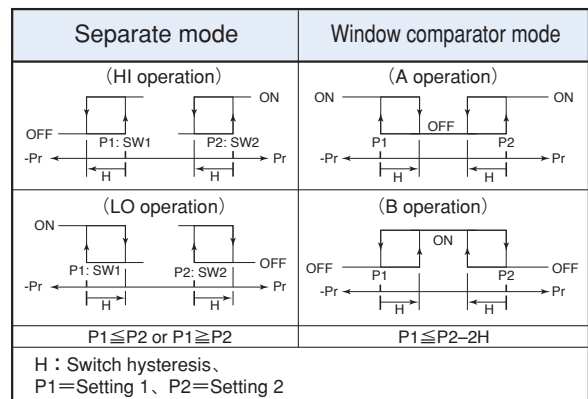 Separate mode
Window comparator mode
(HI operation)
ON
OFF
P1: SW1
P2: SW2
-Pr
Pr
H
H
(A operation)
ON
ON
OFF
P1
P2
-Pr
Pr
H
H
(LO operation)
ON
P1: SW1
P2: SW2
OFF
-Pr
Pr
H
H
(B operation)
ON
OFF
P1
P2
OFF
-Pr
Pr
H
H
P1≦P2 or P1≧P2
P1≦P2–2H
H：Switch hysteresis、
P1＝Setting 1、P2＝Setting 2